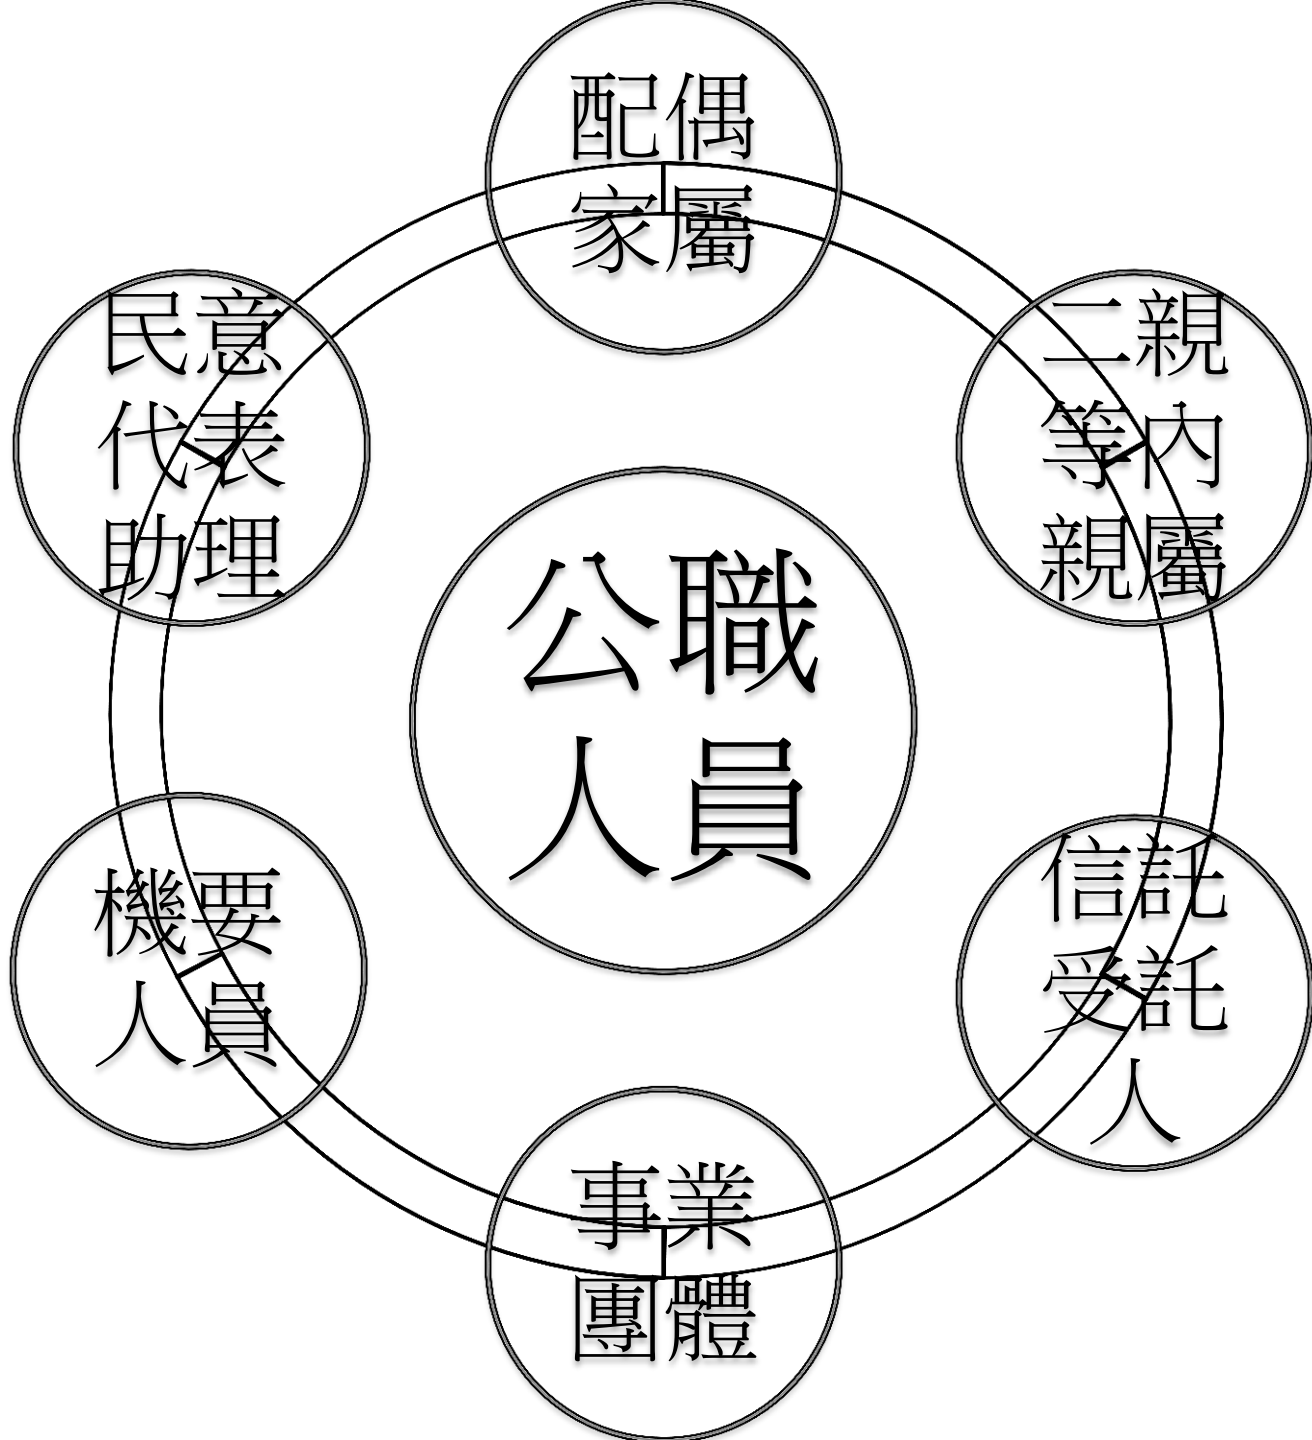 配偶
家屬
二親
等內
親屬
信託
受託
人
事業
團體
機要
人員
民意
代表
助理
公職
人員